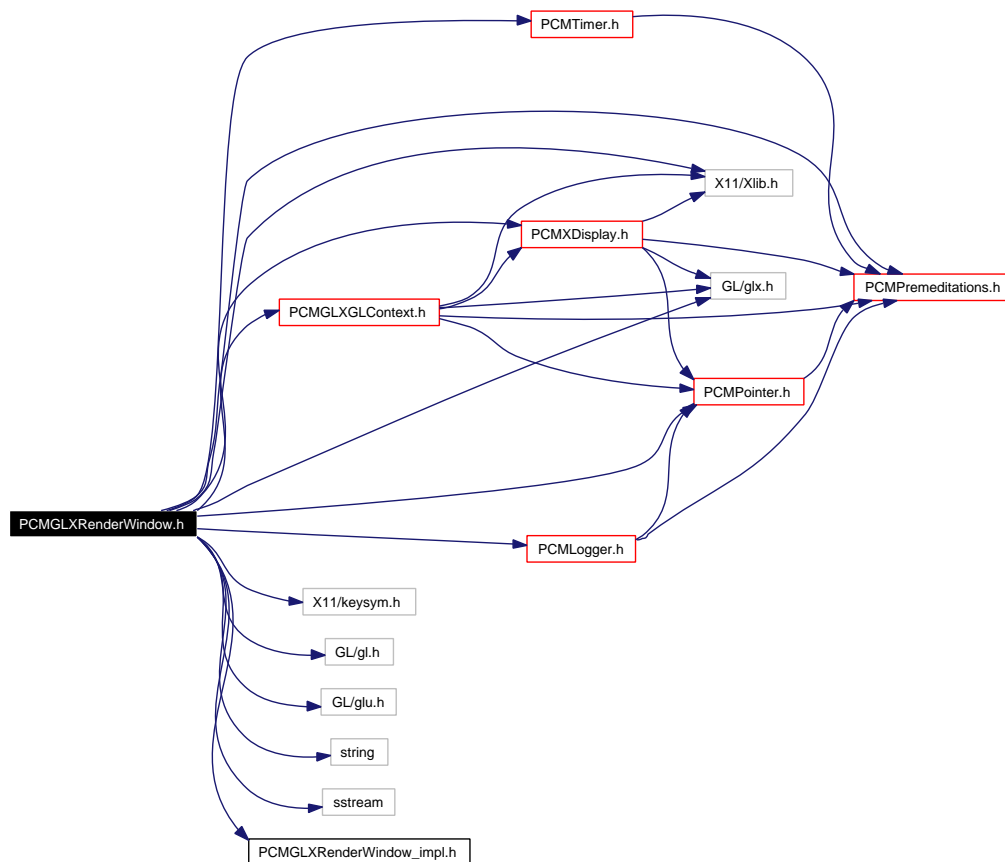 PCMTimer.h
X11/Xlib.h
PCMXDisplay.h
GL/glx.h
PCMPremeditations.h
PCMGLXGLContext.h
PCMPointer.h
PCMGLXRenderWindow.h
PCMLogger.h
X11/keysym.h
GL/gl.h
GL/glu.h
string
sstream
PCMGLXRenderWindow_impl.h